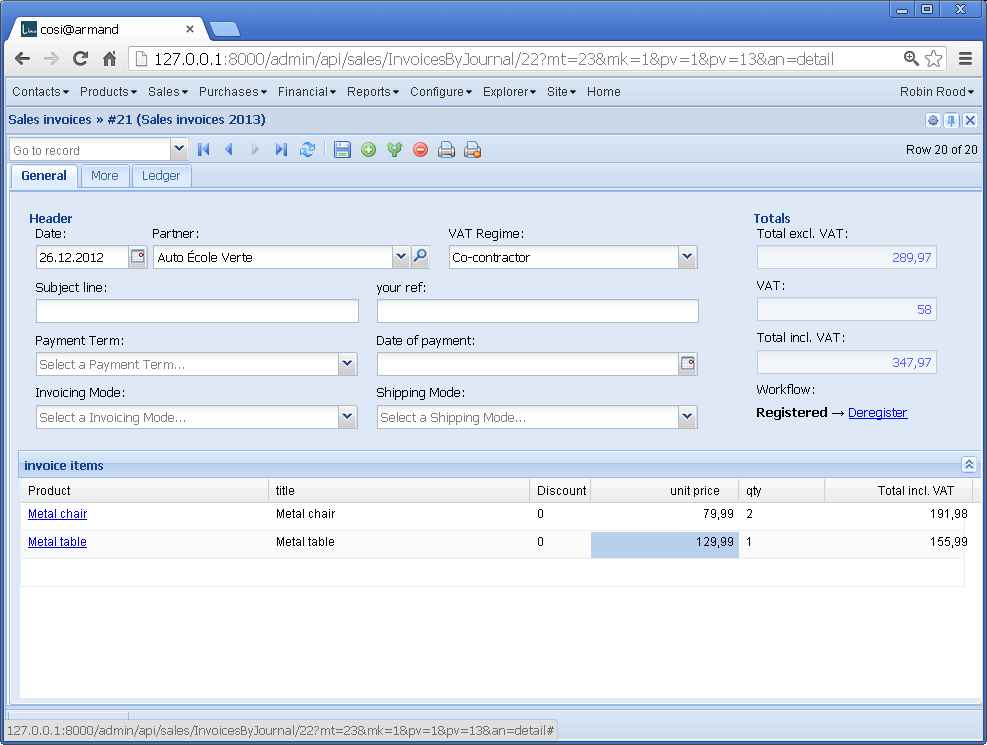 cosi@armand
127.0.0.1:8000/admin/api/sales/InvoicesByJournal/22?mt=23&mk=1&pv=1&pv=13&an=detail
Contacts Products Sales Purchases Financial Reports Configure Explorer Site Home Robin Rood
Sales invoices » #21 (Sales invoices 2013)
Go to record Row 20 of 20
General More Ledger
Header Totals
Date: Partner: VAT Regime: Total excl. VAT:
26.12.2012 Auto École Verte Co-contractor 289,97
Subject line: your ref: VAT:
58
Payment Term: Date of payment: Total incl. VAT:
Select a Payment Term... 347,97
Invoicing Mode: Shipping Mode: Workflow:
Select a Invoicing Mode... Select a Shipping Mode... Registered → Deregister
invoice items
Product title Discount unit price qty Total incl. VAT
Metal chair Metal chair 0 79,99 2 191,98
Metal table Metal table 0 129,99 1 155,99
127.0.0.1:8000/admin/api/sales/InvoicesByJournal/22?mt=23&mk=1&pv=1&pv=13&an=detail#